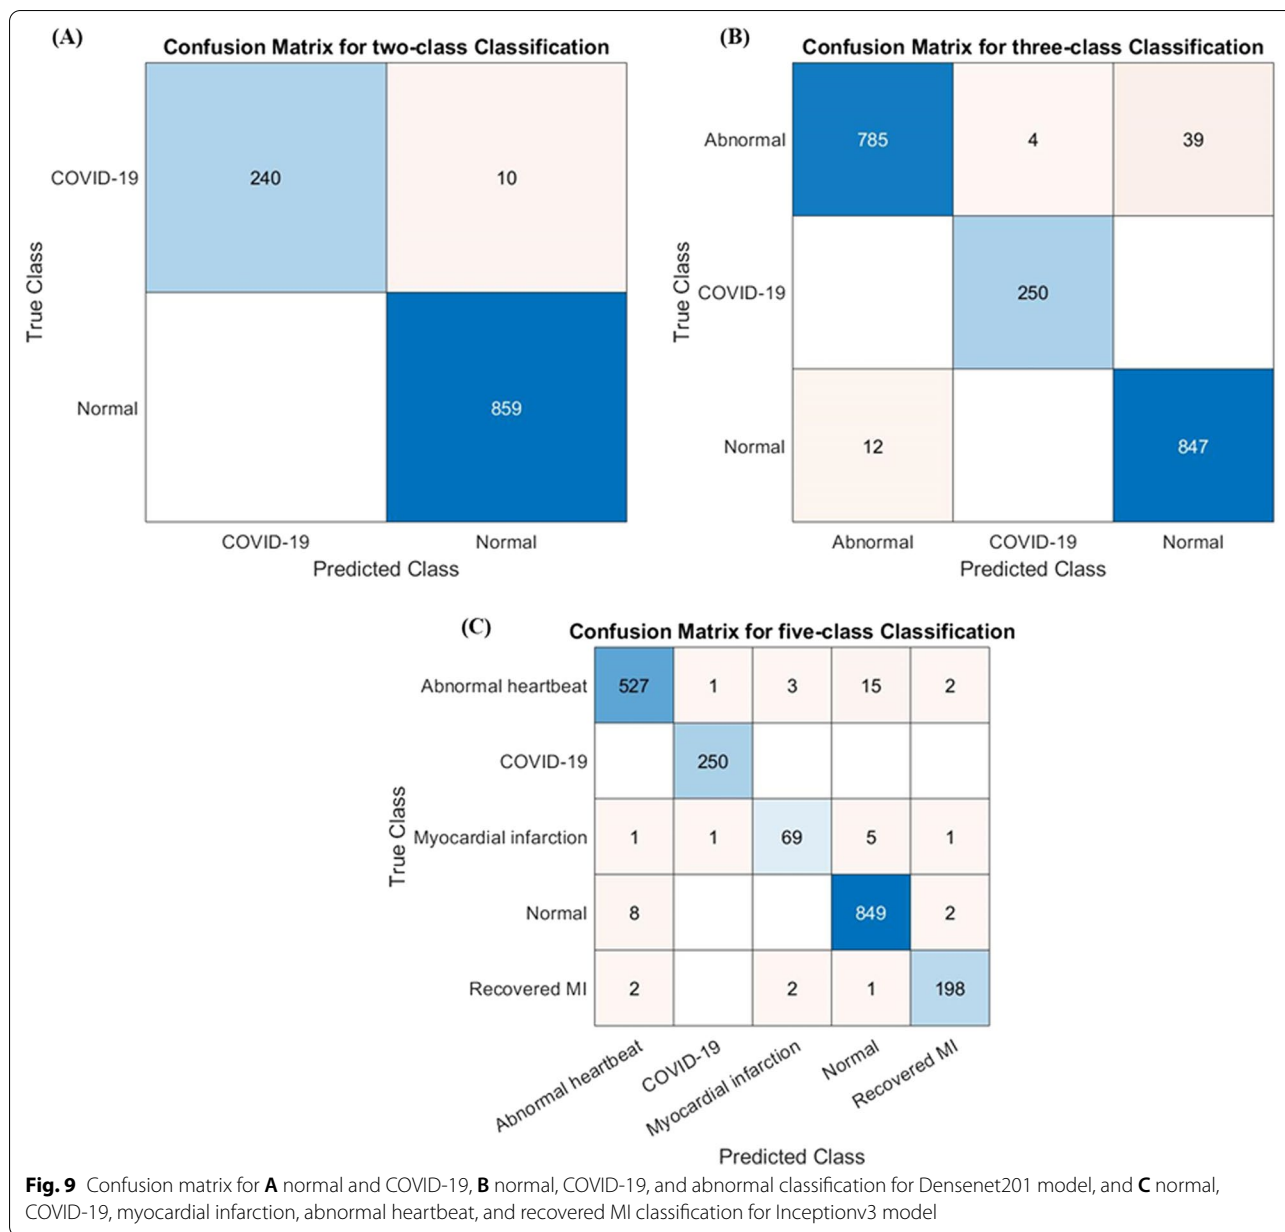 (A)
Confusion Matrix for two-class Classification
True Class
COVID-19
240
10
Normal
859
COVID-19
Normal
Predicted Class
(B)
Confusion Matrix for three-class Classification
True Class
Abnormal
785
4
39
COVID-19
250
Normal
12
847
Abnormal
COVID-19
Normal
Predicted Class
(C)
Confusion Matrix for five-class Classification
True Class
Abnormal heartbeat
527
1
3
15
2
COVID-19
250
Myocardial infarction
1
1
69
5
1
Normal
8
849
2
Recovered MI
2
2
1
198
Abnormal heartbeat
COVID-19
Myocardial infarction
Normal
Recovered MI
Predicted Class
Fig. 9 Confusion matrix for A normal and COVID-19, B normal, COVID-19, and abnormal classification for Densenet201 model, and C normal,
COVID-19, myocardial infarction, abnormal heartbeat, and recovered MI classification for Inceptionv3 model